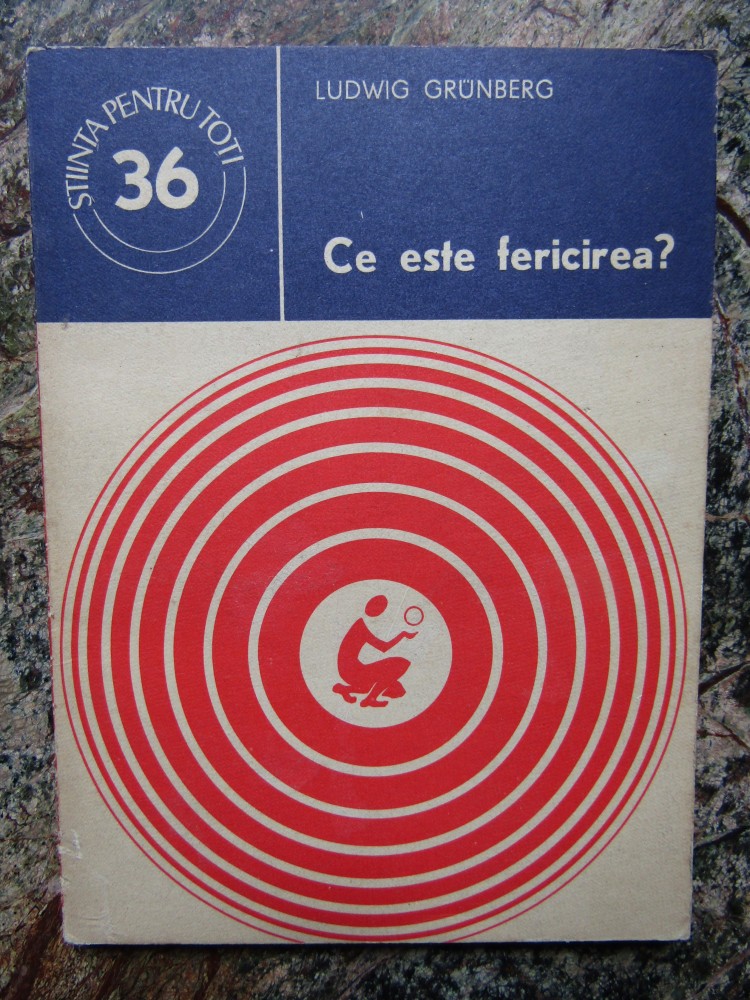 STIINTA PENTRU TOTI
36
LUDWIG GRÜNBERG
Ce este fericirea?